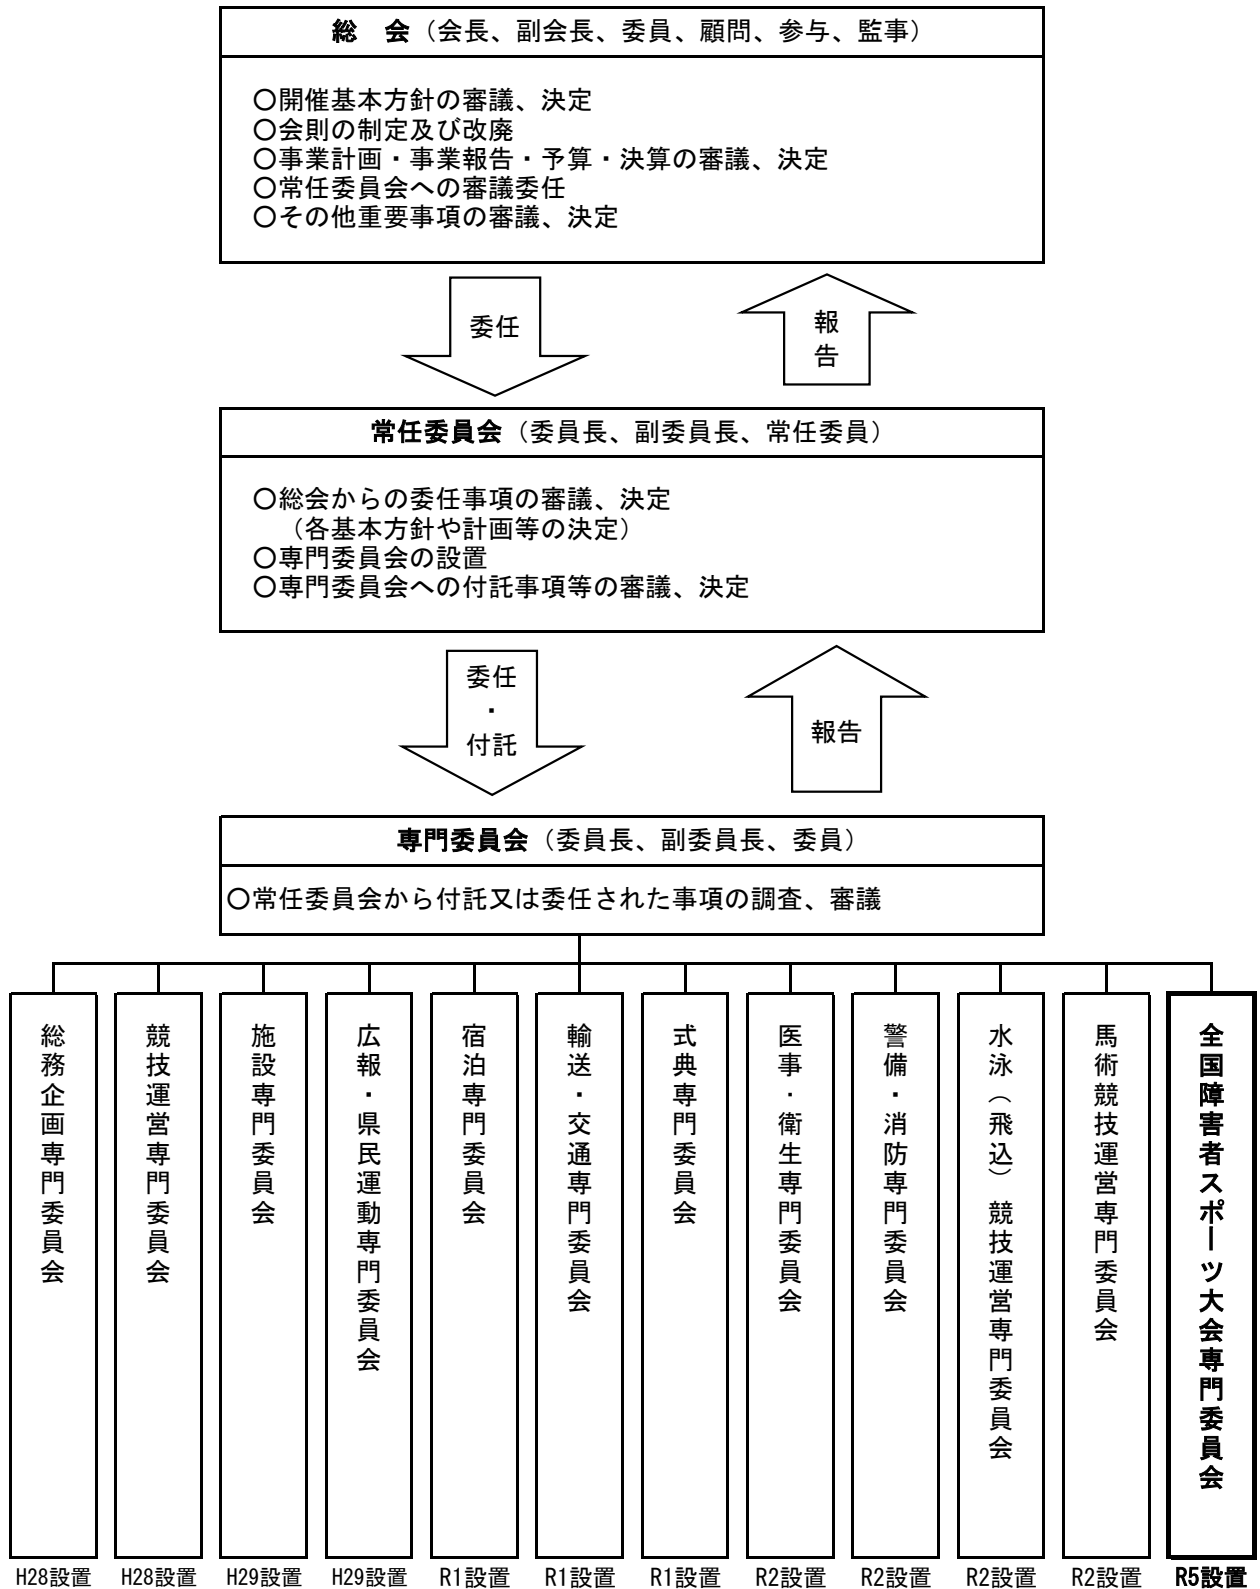 総　会（会長、副会長、委員、顧問、参与、監事）
〇開催基本方針の審議、決定
〇会則の制定及び改廃
〇事業計画・事業報告・予算・決算の審議、決定
〇常任委員会への審議委任
〇その他重要事項の審議、決定
委任
報
告
常任委員会（委員長、副委員長、常任委員）
〇総会からの委任事項の審議、決定
（各基本方針や計画等の決定）
〇専門委員会の設置
〇専門委員会への付託事項等の審議、決定
委任
・
付託
報告
専門委員会（委員長、副委員長、委員）
〇常任委員会から付託又は委任された事項の調査、審議
総務企画専門委員会
競技運営専門委員会
施設専門委員会
広報・県民運動専門委員会
宿泊専門委員会
輸送・交通専門委員会
式典専門委員会
医事・衛生専門委員会
警備・消防専門委員会
水泳（飛込）競技運営専門委員会
馬術競技運営専門委員会
全国障害者スポーツ大会専門委員会
H28設置
H28設置
H29設置
H29設置
R1設置
R1設置
R1設置
R2設置
R2設置
R2設置
R2設置
R5設置